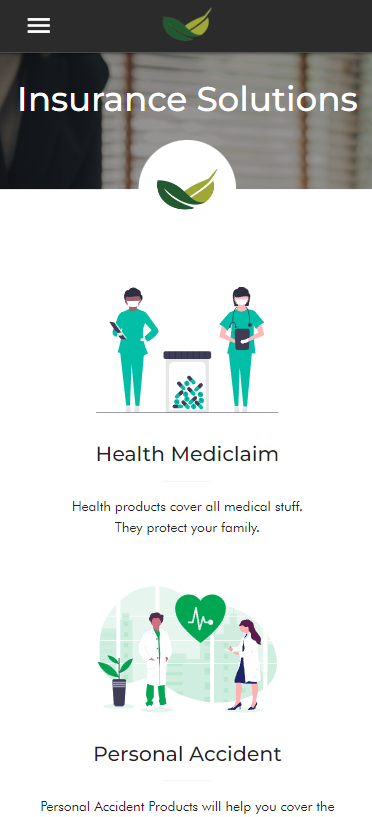 Insurance Solutions
Health Mediclaim
Health products cover all medical stuff.
They protect your family.
Personal Accident
Personal Accident Products will help you cover the